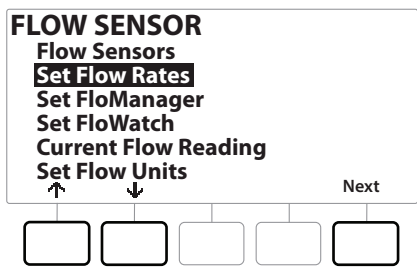 FLOW SENSOR
Flow Sensors
Set Flow Rates
Set FloManager
Set FloWatch
Current Flow Reading
Set Flow Units
Next